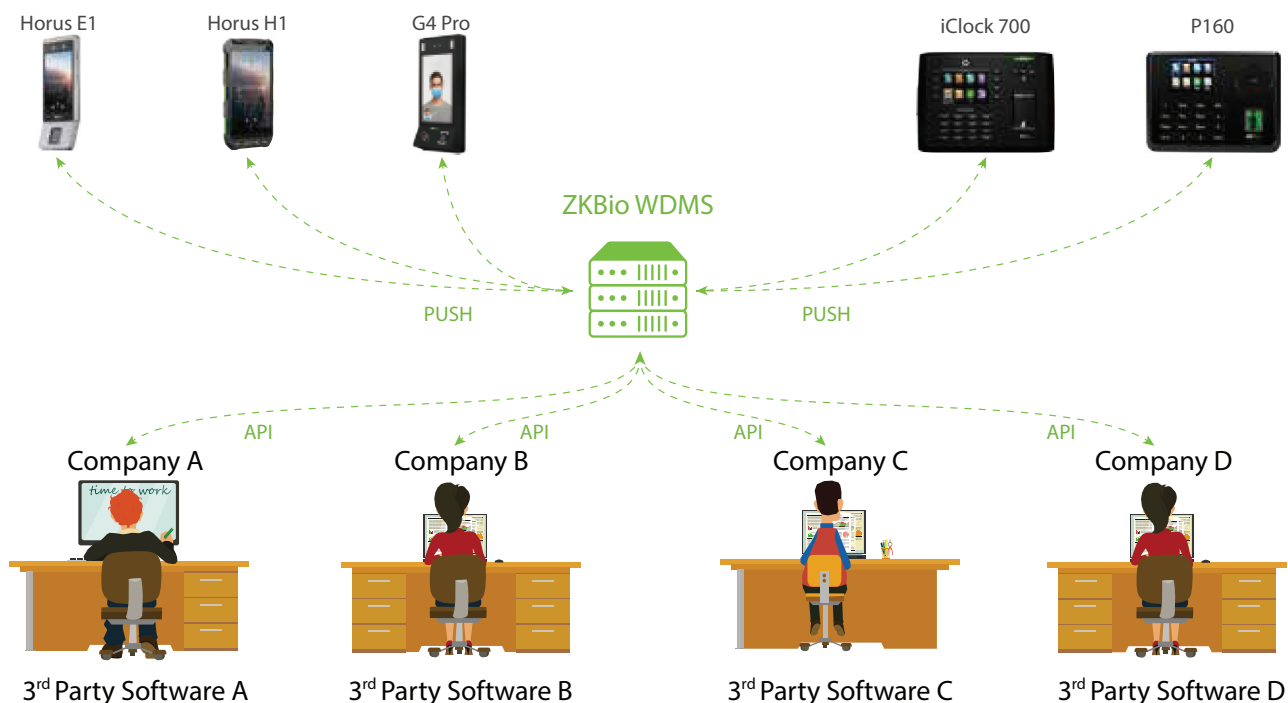 Horus E1
Horus H1
G4 Pro
iClock 700
P160
ZKBio WDMS
PUSH
PUSH
API
API
API
API
Company A
Company B
Company C
Company D
time to work
3rd Party Software A
3rd Party Software B
3rd Party Software C
3rd Party Software D